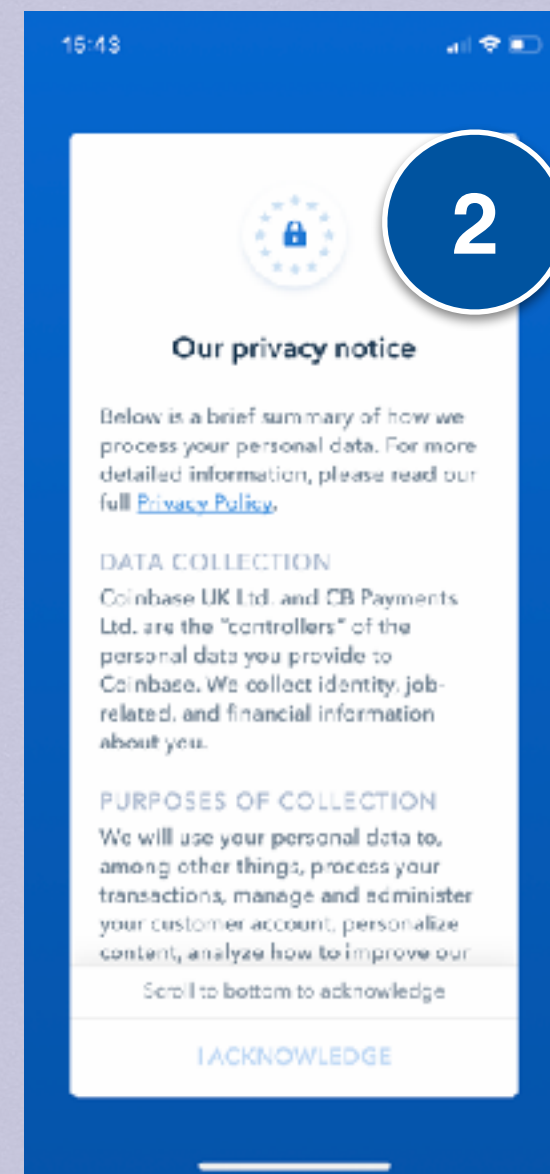 15:43
2
Our privacy notice
Below is a brief summary of how we
process your personal data. For more
detailed information, please read our
full Privacy Policy.
DATA COLLECTION
Coinbase UK Ltd. and CB Payments
Ltd. are the "controllers" of the
personal data you provide to
Coinbase. We collect identity, job-
related, and financial information
about you.
PURPOSES OF COLLECTION
We will use your personal data to,
among other things, process your
transactions, manage and administer
your customer account, personalize
content, analyze how to improve our
Scroll to bottom to acknowledge
I ACKNOWLEDGE